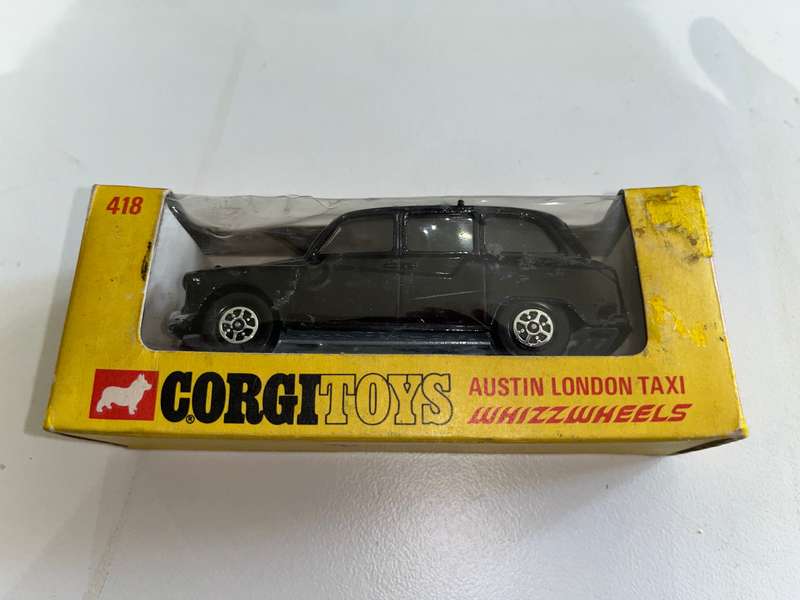 418
® CORGITOYS
AUSTIN LONDON TAXI
WHIZZWHEELS